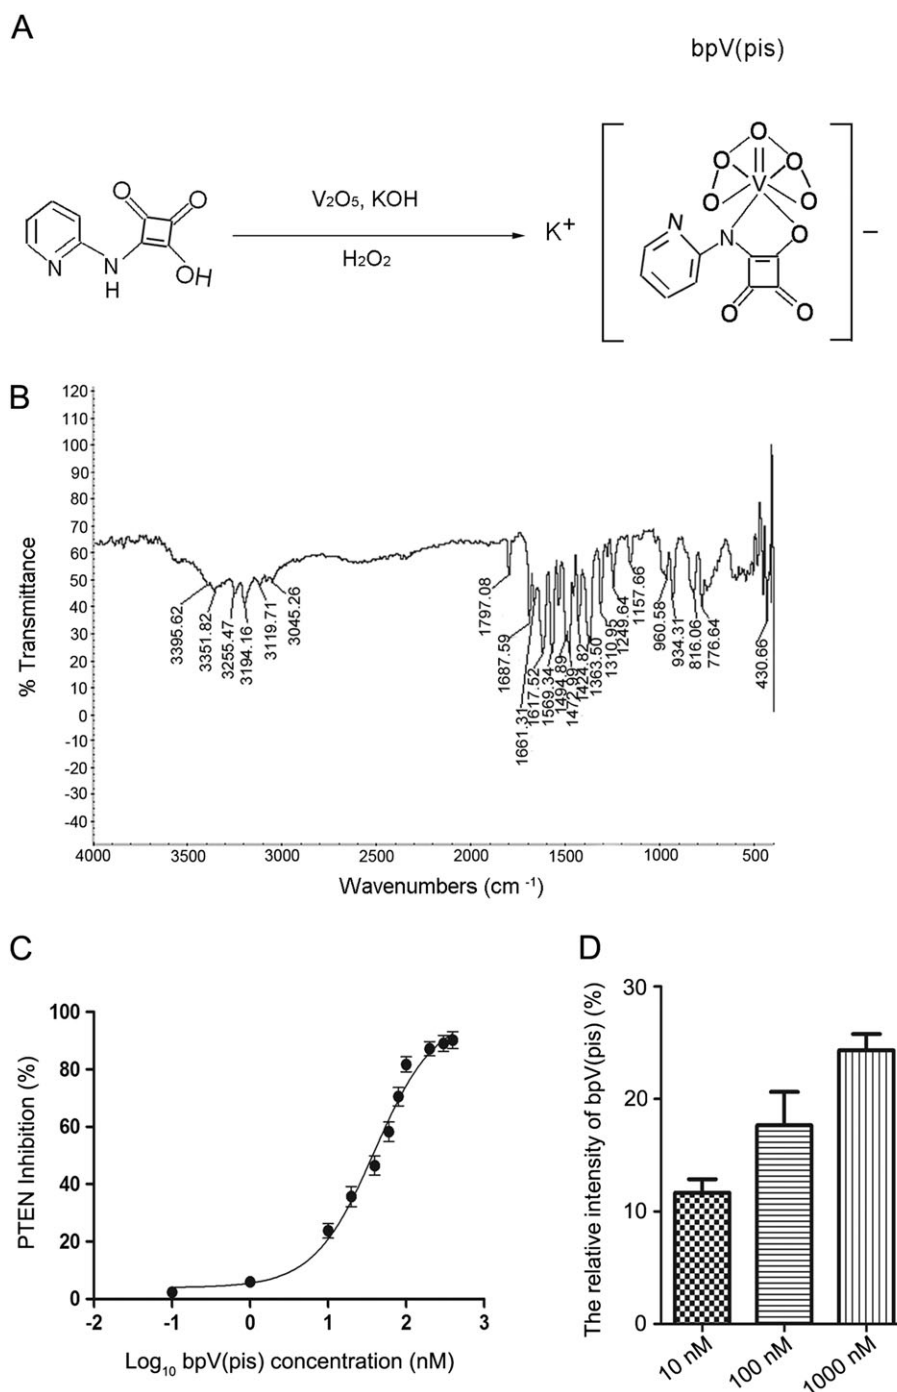 A
bpV(pis)
O
O
N
N
H
OH
V₂O₅, KOH
H₂O₂
K⁺
O
O
O
O
O
V
N
N
O
O
O
−
B
% Transmittance
120
110
100
90
80
70
60
50
40
30
20
10
0
-10
-20
-30
-40
3395.62
3351.82
3255.47
3194.16
3119.71
3045.26
1797.08
1687.59
1661.31
1617.52
1569.34
1494.89
1472.99
1424.82
1363.50
1310.95
1249.64
1157.66
960.58
934.31
816.06
776.64
430.66
4000
3500
3000
2500
2000
1500
1000
500
Wavenumbers (cm ⁻¹)
C
PTEN Inhibition (%)
100
80
60
40
20
0
-2
-1
0
1
2
3
Log₁₀ bpV(pis) concentration (nM)
D
The relative intensity of bpV(pis) (%)
30
20
10
0
10 nM
100 nM
1000 nM